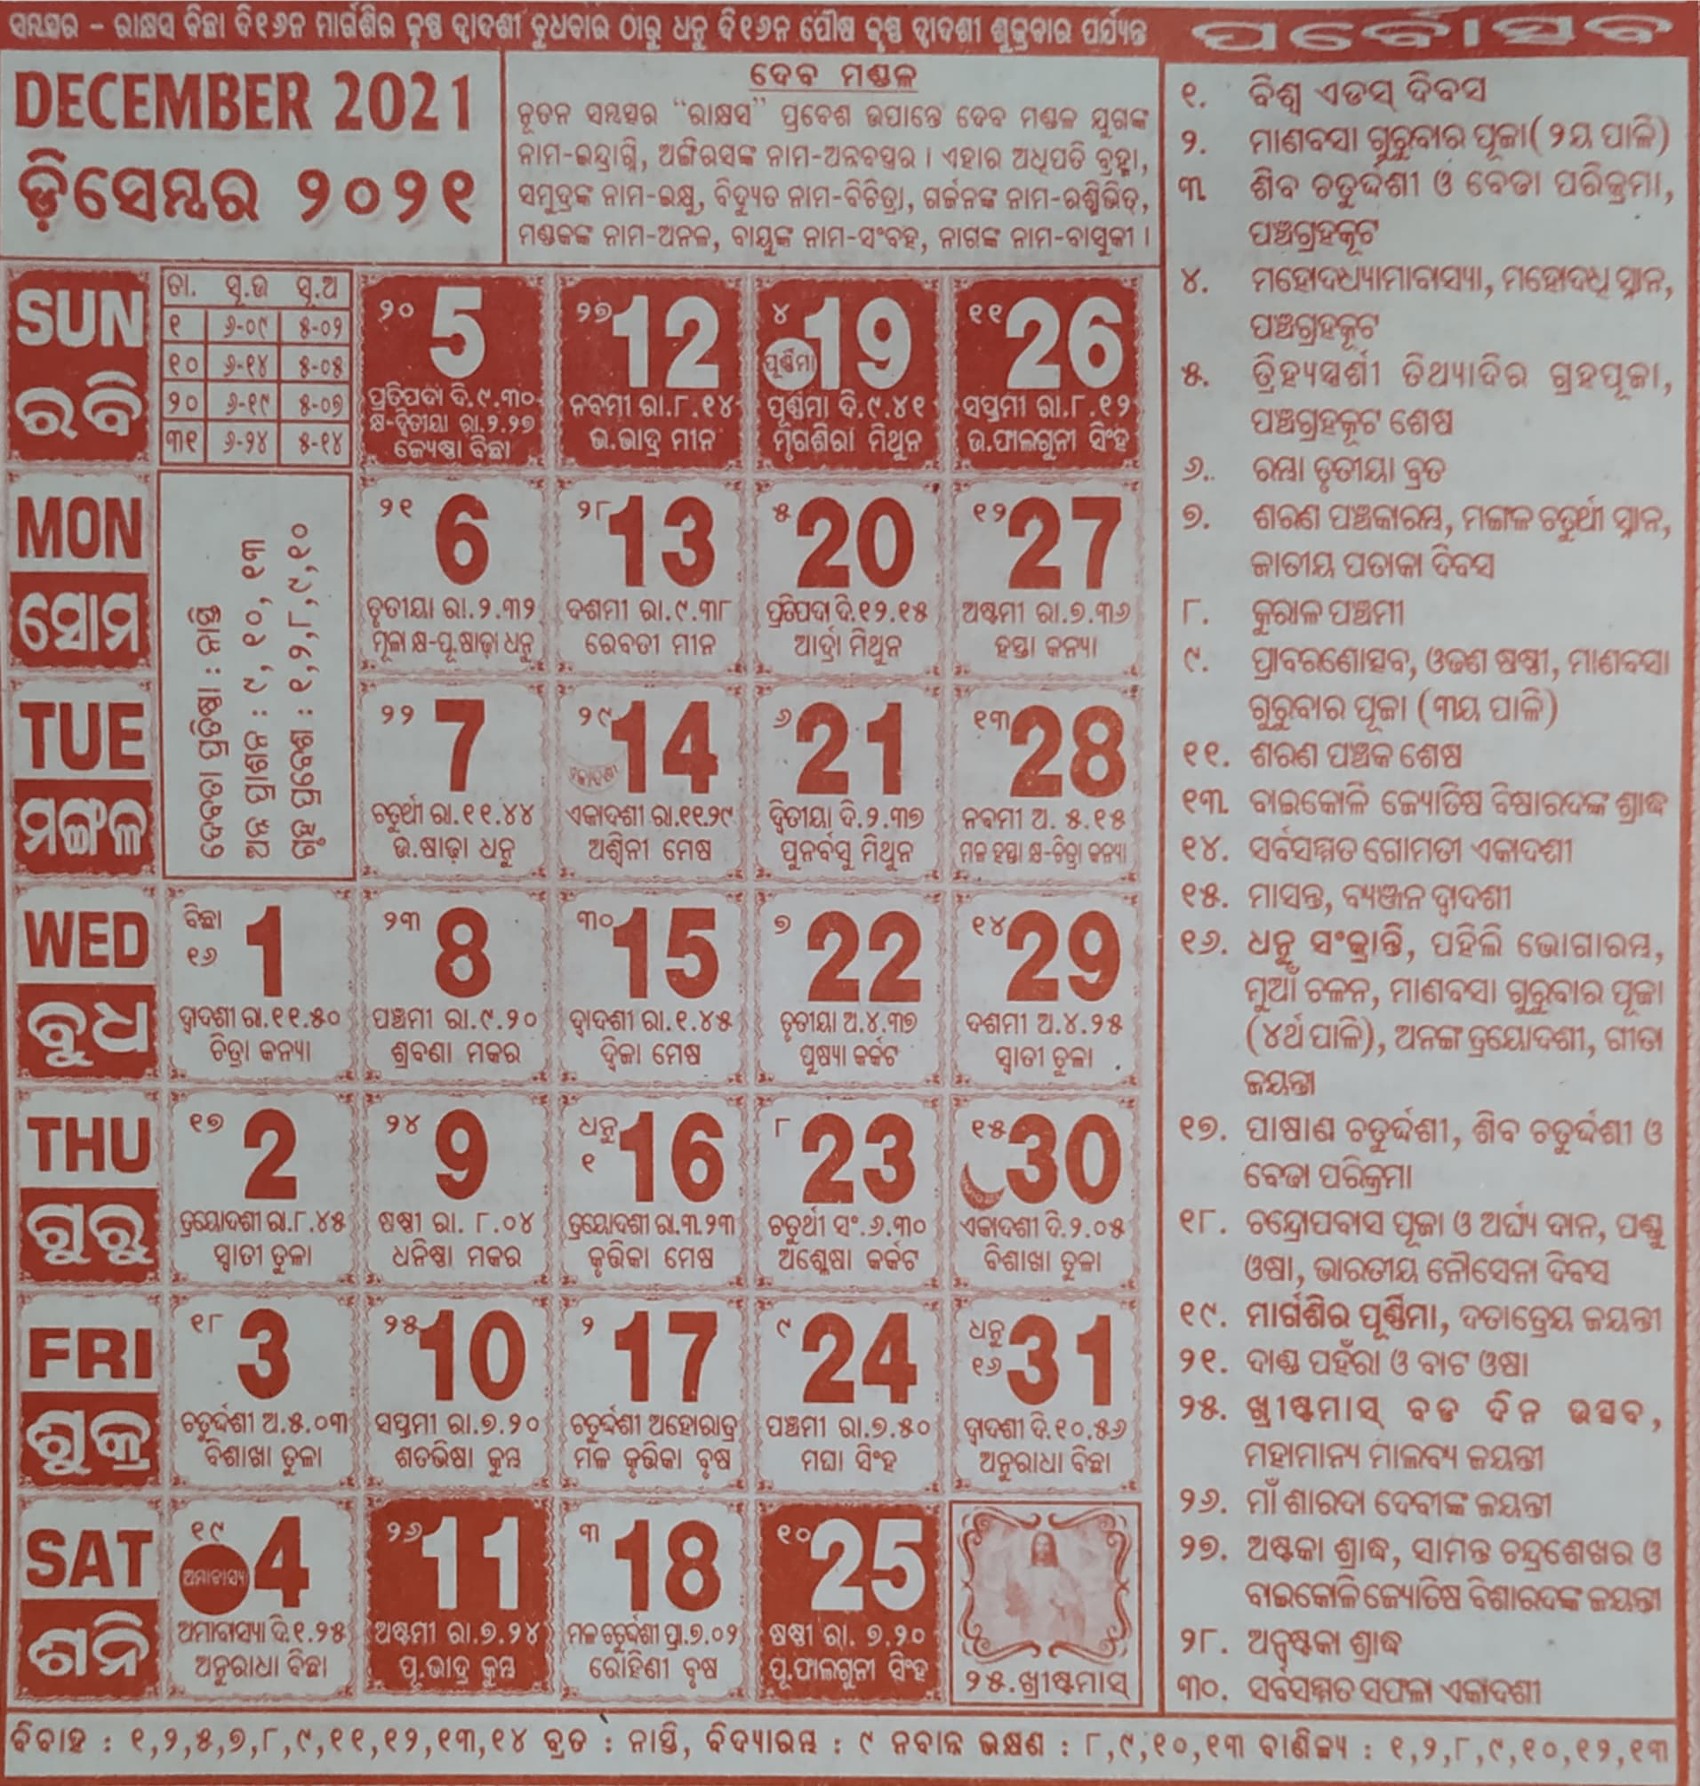 ସମ୍ବତ୍ସର - ରାକ୍ଷସ ବିଛା ଦି୧୬ନ ମାର୍ଗଶିର କୃଷ୍ଣ ଦ୍ୱାଦଶୀ ବୁଧବାର ଠାରୁ ଧନୁ ଦି୧୬ନ ପୌଷ କୃଷ୍ଣ ଦ୍ୱାଦଶୀ ଶୁକ୍ରବାର ପର୍ଯ୍ୟନ୍ତ
DECEMBER 2021
ଡ଼ିସେମ୍ବର ୨୦୨୧
ଦେବ ମଣ୍ଡଳ
ନୂତନ ସମ୍ବତ୍ସର "ରାକ୍ଷସ" ପ୍ରବେଶ ଉପାନ୍ତେ ଦେବ ମଣ୍ଡଳ ଯୁଗଙ୍କ
ନାମ-ଇନ୍ଦ୍ରାଗ୍ନି, ଅଙ୍ଗିରସଙ୍କ ନାମ- ଏହାର ଅଧିପତି ବ୍ରହ୍ମା,
ସମୁଦ୍ରଙ୍କ ନାମ-ଇକ୍ଷୁ, ବିଦ୍ୟୁତ ନାମ-ବିଚିତ୍ରା, ଗର୍ଜନଙ୍କ ନାମ-
ମଣ୍ଡକଙ୍କ ନାମ-ଅନଳ, ବାୟୁଙ୍କ ନାମ-ସଂବହ, ନାଗଙ୍କ ନାମ-ବାସୁକୀ ।
ତା. ସୂ.ଉ ସୂ.ଅ
୧ ୬-୦୯ ୫-୦୨
୧୦ ୬-୧୪ ୫-୦୫
୨୦ ୬-୧୯ ୫-୦୭
୩୧ ୬-୨୪ ୫-୧୪
ଦେବତା ପ୍ରତିଷ୍ଠା : ନାସ୍ତି
ଅନ୍ନ ପ୍ରାଶନ : ୯, ୧୦, ୧୩
ଗୃହ ପ୍ରବେଶ : ୧,୨,୮,୯,୧୦
SUN
ରବି
୨୦ 5
ପ୍ରତିପଦା ଦି.୯.୩୦
କ୍ଷ-ଦ୍ୱିତୀୟା ରା.୨.୨୭
ଜ୍ୟେଷ୍ଠା ବିଛା
୨୭ 12
ନବମୀ ରା.୮.୧୪
ଉ.ଭାଦ୍ର ମୀନ
୪ 19
ପୂର୍ଣ୍ଣିମା
ପୂର୍ଣ୍ଣିମା ଦି.୯.୪୧
ମୃଗଶିରା ମିଥୁନ
୧୧ 26
ସପ୍ତମୀ ରା.୮.୧୨
ଉ.ଫାଲଗୁନୀ ସିଂହ
MON
ସୋମ
୨୧ 6
ତୃତୀୟା ରା.୨.୩୨
ମୂଳା କ୍ଷ-ପୂ.ଷାଢ଼ା ଧନୁ
୨୮ 13
ଦଶମୀ ରା.୯.୩୮
ରେବତୀ ମୀନ
୫ 20
ପ୍ରତିପଦା ଦି.୧୨.୧୫
ଆର୍ଦ୍ରା ମିଥୁନ
୧୨ 27
ଅଷ୍ଟମୀ ରା.୭.୩୬
ହସ୍ତା କନ୍ୟା
TUE
ମଙ୍ଗଳ
୨୨ 7
ଚତୁର୍ଥୀ ରା.୧୧.୪୪
ଉ.ଷାଢ଼ା ଧନୁ
୨୯ 14
ଏକାଦଶୀ
ଏକାଦଶୀ ରା.୧୧.୨୯
ଅଶ୍ୱିନୀ ମେଷ
୬ 21
ଦ୍ୱିତୀୟା ଦି.୨.୩୭
ପୁନର୍ବସୁ ମିଥୁନ
୧୩ 28
ନବମୀ ଅ. ୫.୧୫
ମଳ ହସ୍ତା କ୍ଷ-ଚିତ୍ରା କନ୍ୟା
WED
ବୁଧ
ବିଛା ୧୬ 1
ଦ୍ୱାଦଶୀ ରା.୧୧.୫୦
ଚିତ୍ରା କନ୍ୟା
୨୩ 8
ପଞ୍ଚମୀ ରା.୯.୨୦
ଶ୍ରବଣା ମକର
୩୦ 15
ଦ୍ୱାଦଶୀ ରା.୧.୪୫
ଦ୍ୱିଜା ମେଷ
୭ 22
ତୃତୀୟା ଅ.୪.୩୭
ପୁଷ୍ୟା କର୍କଟ
୧୪ 29
ଦଶମୀ ଅ.୪.୨୫
ସ୍ୱାତୀ ତୁଳା
THU
ଗୁରୁ
୧୭ 2
ତ୍ରୟୋଦଶୀ ରା.୮.୪୫
ସ୍ୱାତୀ ତୁଳା
୨୪ 9
ଷଷ୍ଠୀ ରା. ୮.୦୪
ଧନିଷ୍ଠା ମକର
ଧନୁ ୧ 16
ତ୍ରୟୋଦଶୀ ରା.୩.୨୩
କୃତ୍ତିକା ମେଷ
୮ 23
ଚତୁର୍ଥୀ ସଂ.୬.୩୦
ଅଶ୍ଳେଷା କର୍କଟ
୧୫ 30
ଏକାଦଶୀ ଦି.୨.୦୫
ବିଶାଖା ତୁଳା
FRI
ଶୁକ୍ର
୧୮ 3
ଚତୁର୍ଦ୍ଦଶୀ ଅ.୫.୦୩
ବିଶାଖା ତୁଳା
୨୫ 10
ସପ୍ତମୀ ରା.୭.୨୦
ଶତଭିଷା କୁମ୍ଭ
୨ 17
ଚତୁର୍ଦ୍ଦଶୀ ଅହୋରାତ୍ର
ମଳ କୃତ୍ତିକା ବୃଷ
୯ 24
ପଞ୍ଚମୀ ରା.୭.୫୦
ମଘା ସିଂହ
ଧନୁ ୧୬ 31
ଦ୍ୱାଦଶୀ ଦି.୧୦.୫୬
ଅନୁରାଧା ବିଛା
SAT
ଶନି
୧୯ 4
ଅମାବାସ୍ୟା
ଅମାବାସ୍ୟା ଦି.୧.୨୫
ଅନୁରାଧା ବିଛା
୨୬ 11
ଅଷ୍ଟମୀ ରା.୭.୨୪
ପୂ.ଭାଦ୍ର କୁମ୍ଭ
୩ 18
ମଳ ଚତୁର୍ଦ୍ଦଶୀ ପ୍ରା.୭.୦୨
ରୋହିଣୀ ବୃଷ
୧୦ 25
ଷଷ୍ଠୀ ରା. ୭.୨୦
ପୂ.ଫାଲଗୁନୀ ସିଂହ
୨୫.ଖ୍ରୀଷ୍ଟମାସ୍
ପର୍ବୋତ୍ସବ
୧. ବିଶ୍ୱ ଏଡସ୍ ଦିବସ
୨. ମାଣବସା ଗୁରୁବାର ପୂଜା(୨ୟ ପାଳି)
୩. ଶିବ ଚତୁର୍ଦ୍ଦଶୀ ଓ ବେଢା ପରିକ୍ରମା,
ପଞ୍ଚଗ୍ରହକୂଟ
୪. ମହୋଦଧ୍ୟାମାବାସ୍ୟା, ମହୋଦଧି ସ୍ନାନ,
ପଞ୍ଚଗ୍ରହକୂଟ
୫. ତ୍ରିହ୍ୟସ୍ପର୍ଶୀ ତିଥ୍ୟାଦିର ଗ୍ରହପୂଜା,
ପଞ୍ଚଗ୍ରହକୂଟ ଶେଷ
୬. ରମ୍ଭା ତୃତୀୟା ବ୍ରତ
୭. ଶରଣ ପଞ୍ଚକାରମ୍ଭ, ମଙ୍ଗଳ ଚତୁର୍ଥୀ ସ୍ନାନ,
ଜାତୀୟ ପତାକା ଦିବସ
୮. କୁରାଳ ପଞ୍ଚମୀ
୯. ପ୍ରାବରଣୋତ୍ସବ, ଓଢଣ ଷଷ୍ଠୀ, ମାଣବସା
ଗୁରୁବାର ପୂଜା (୩ୟ ପାଳି)
୧୧. ଶରଣ ପଞ୍ଚକ ଶେଷ
୧୩. ବାଇକୋଳି ଜ୍ୟୋତିଷ ବିଷାରଦଙ୍କ ଶ୍ରାଦ୍ଧ
୧୪. ସର୍ବସମ୍ମତ ଗୋମତୀ ଏକାଦଶୀ
୧୫. ମାସନ୍ତ, ବ୍ୟଞ୍ଜନ ଦ୍ୱାଦଶୀ
୧୬. ଧନୁ ସଂକ୍ରାନ୍ତି, ପହିଲି ଭୋଗାରମ୍ଭ,
ମୁଆଁ ଚଳନ, ମାଣବସା ଗୁରୁବାର ପୂଜା
(୪ର୍ଥ ପାଳି), ଅନଙ୍ଗ ତ୍ରୟୋଦଶୀ, ଗୀତା
ଜୟନ୍ତୀ
୧୭. ପାଷାଣ ଚତୁର୍ଦ୍ଦଶୀ, ଶିବ ଚତୁର୍ଦ୍ଦଶୀ ଓ
ବେଢା ପରିକ୍ରମା
୧୮. ଚନ୍ଦ୍ରୋପବାସ ପୂଜା ଓ ଅର୍ଘ୍ୟ ଦାନ, ପଣ୍ଡୁ
ଓଷା, ଭାରତୀୟ ନୌସେନା ଦିବସ
୧୯. ମାର୍ଗଶିର ପୂର୍ଣ୍ଣିମା, ଦତାତ୍ରେୟ ଜୟନ୍ତୀ
୨୧. ଦାଣ୍ଡ ପହଁରା ଓ ବାଟ ଓଷା
୨୫. ଖ୍ରୀଷ୍ଟମାସ୍ ବଡ ଦିନ ଉତ୍ସବ,
ମହାମାନ୍ୟ ମାଲବ୍ୟ ଜୟନ୍ତୀ
୨୬. ମାଁ ଶାରଦା ଦେବୀଙ୍କ ଜୟନ୍ତୀ
୨୭. ଅଷ୍ଟକା ଶ୍ରାଦ୍ଧ, ସାମନ୍ତ ଚନ୍ଦ୍ରଶେଖର ଓ
ବାଇକୋଳି ଜ୍ୟୋତିଷ ବିଶାରଦଙ୍କ ଜୟନ୍ତୀ
୨୮. ଅନ୍ୱଷ୍ଟକା ଶ୍ରାଦ୍ଧ
୩୦. ସର୍ବସମ୍ମତ ସଫଳା ଏକାଦଶୀ
ବିବାହ : ୧,୨,୫,୭,୮,୯,୧୧,୧୨,୧୩,୧୪ ବ୍ରତ : ନାସ୍ତି, ବିଦ୍ୟାରମ୍ଭ : ୯ ନବାନ୍ନ ଭକ୍ଷଣ : ୮,୯,୧୦,୧୩ ବାଣିଜ୍ୟ : ୧,୨,୮,୯,୧୦,୧୨,୧୩